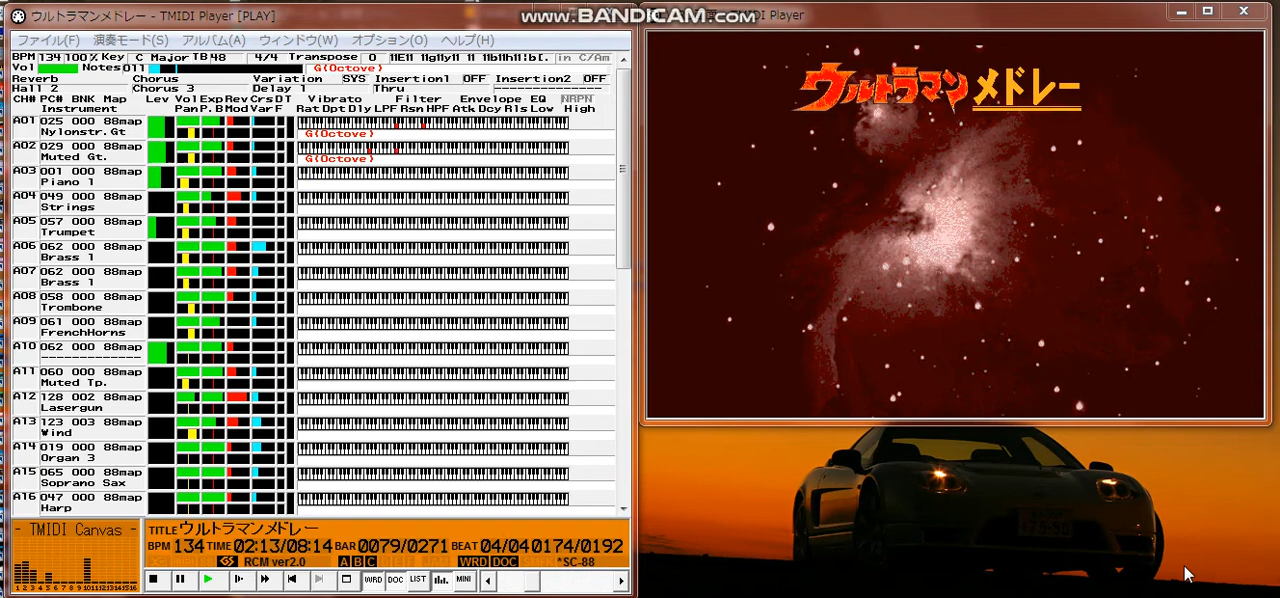 ウルトラマンメドレー - TMIDI Player [PLAY]
www.BANDICAM.com
TMIDI Player
ファイル(F) 演奏モード(S) アルバム(A) ウィンドウ(W) オプション(O) ヘルプ(H)
BPM 134 100% Key C Major TB 48 4/4 Transpose 0 in C/Am
Vol Notes 011 G(Octove)
Reverb Chorus Variation SYS Insertion1 OFF Insertion2 OFF
Hall 2 Chorus 3 Delay 1 Thru ----------------
CH# PC# BNK Map Lev Vol Exp Rev Crs DT Vibrato Filter Envelope EQ NRPN
Instrument Pan P.B Mod Var F Rat Dpt Dly LPF Rsn HPF Atk Dcy Rls Low High
A01 025 000 88map
Nylonstr.Gt G(Octove)
A02 029 000 88map
Muted Gt. G(Octove)
A03 001 000 88map
Piano 1
A04 049 000 88map
Strings
A05 057 000 88map
Trumpet
A06 062 000 88map
Brass 1
A07 062 000 88map
Brass 1
A08 058 000 88map
Trombone
A09 061 000 88map
FrenchHorns
A10 062 000 88map
-------------
A11 060 000 88map
Muted Tp.
A12 128 002 88map
Lasergun
A13 123 003 88map
Wind
A14 019 000 88map
Organ 3
A15 065 000 88map
Soprano Sax
A16 047 000 88map
Harp
ウルトラマンメドレー
- TMIDI Canvas -
1 2 3 4 5 6 7 8 9 10 11 12 13 14 15 16
TITLE ウルトラマンメドレー
BPM 134 TIME 02:13/08:14 BAR 0079/0271 BEAT 04/04 0174/0192
RCM ver2.0 A B C WRD DOC *SC-88
WRD DOC LIST MINI